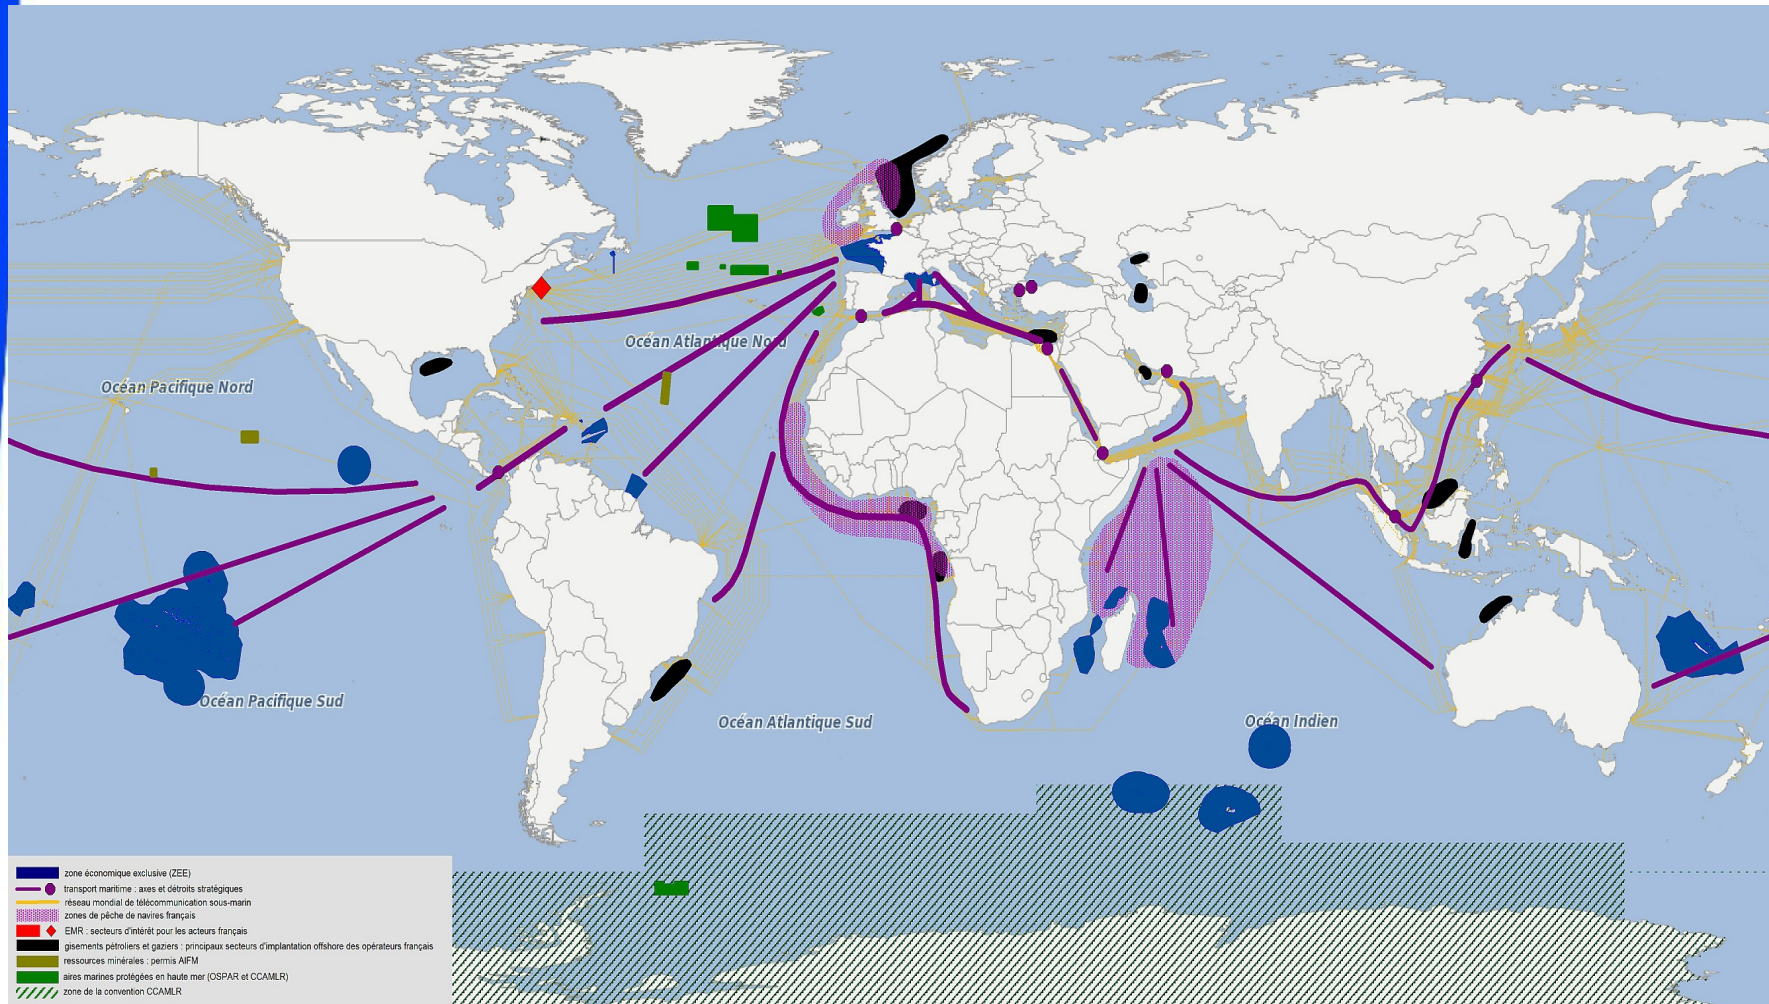 Océan Atlantique Nord
Océan Pacifique Nord
Océan Pacifique Sud
Océan Atlantique Sud
Océan Indien
zone économique exclusive (ZEE)
transport maritime : axes et détroits stratégiques
réseau mondial de télécommunication sous-marin
zones de pêche de navires français
EMR : secteurs d'intérêt pour les acteurs français
gisements pétroliers et gaziers : principaux secteurs d'implantation offshore des opérateurs français
ressources minérales : permis AIFM
aires marines protégées en haute mer (OSPAR et CCAMLR)
zone de la convention CCAMLR